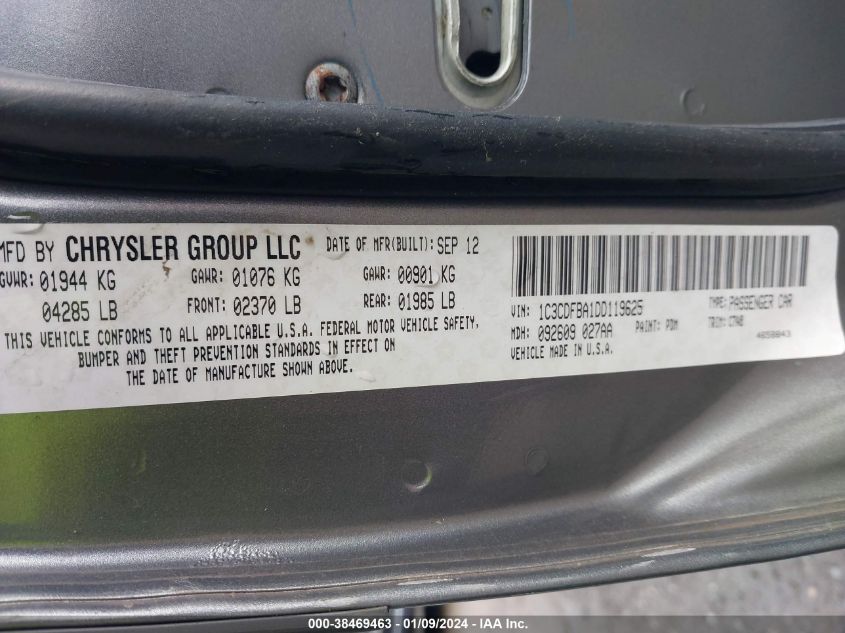 MFD BY CHRYSLER GROUP LLC DATE OF MFR(BUILT): SEP 12
GVWR: 01944 KG GAWR: 01076 KG GAWR: 00901 KG
04285 LB FRONT: 02370 LB REAR: 01985 LB
THIS VEHICLE CONFORMS TO ALL APPLICABLE U.S.A. FEDERAL MOTOR VEHICLE SAFETY,
BUMPER AND THEFT PREVENTION STANDARDS IN EFFECT ON
THE DATE OF MANUFACTURE SHOWN ABOVE.
VIN: 1C3CDFBA1DD119625 TYPE: PASSENGER CAR
MDH: 092609 027AA PAINT: PDM TRIM: C7A8
VEHICLE MADE IN U.S.A.
000-38469463 - 01/09/2024 - IAA Inc.